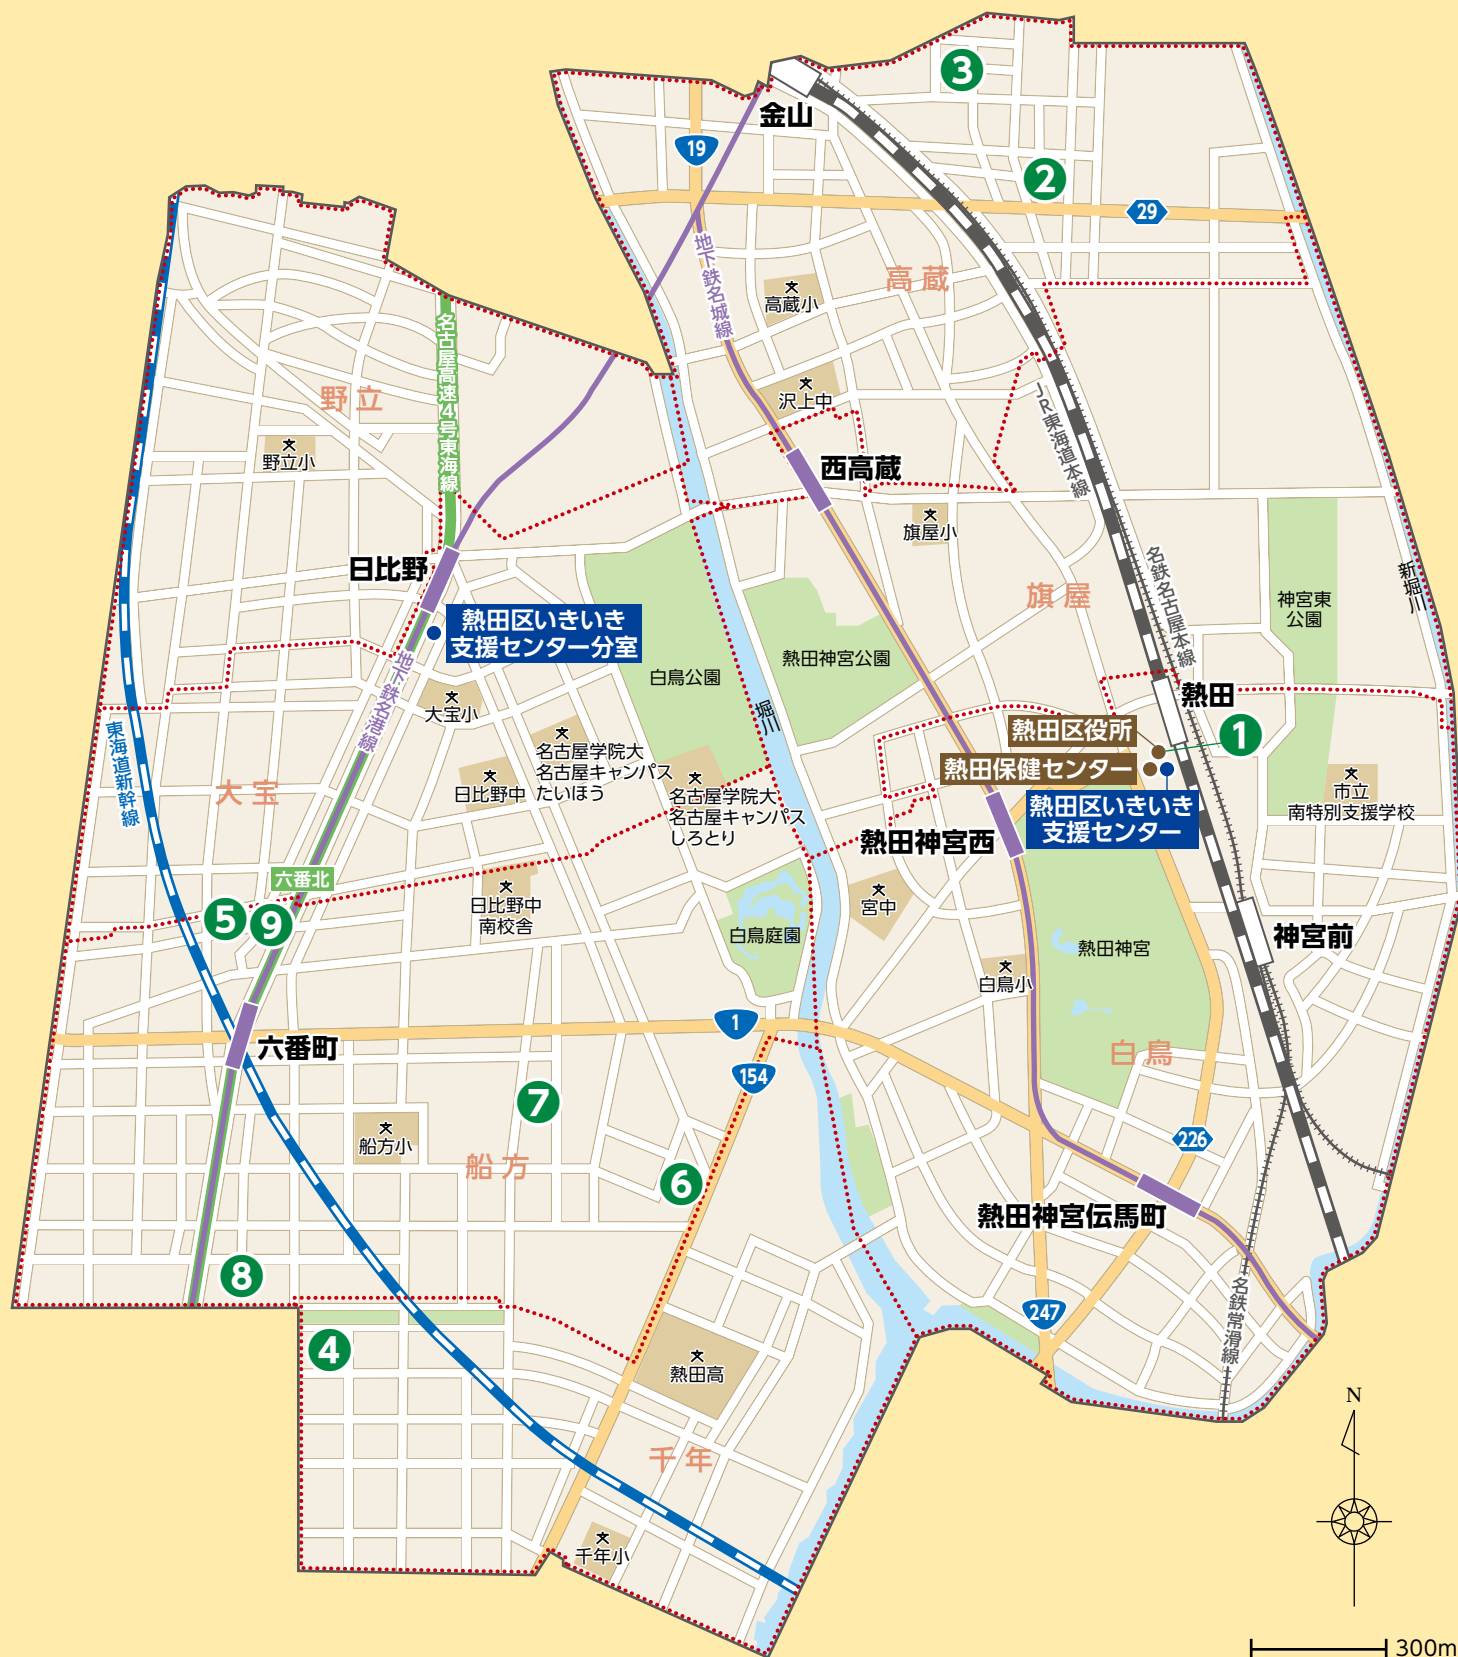 3
金山
19
2
29
地下鉄名城線
高蔵
高蔵小
名古屋高速4号東海線
野立
沢上中
JR東海道本線
野立小
西高蔵
旗屋小
日比野
名鉄名古屋本線
新堀川
旗屋
神宮東
公園
熱田区いきいき
支援センター分室
地下鉄名港線
白鳥公園
熱田神宮公園
熱田
大宝小
堀川
東海道新幹線
熱田区役所
1
名古屋学院大
名古屋キャンパス
たいほう
熱田保健センター
日比野中
大宝
名古屋学院大
名古屋キャンパス
しろとり
熱田区いきいき
支援センター
市立
南特別支援学校
熱田神宮西
六番北
日比野中
南校舎
宮中
5
9
白鳥庭園
神宮前
熱田神宮
白鳥小
1
六番町
白鳥
154
7
船方小
226
船方
6
熱田神宮伝馬町
8
247
名鉄常滑線
4
熱田高
N
千年
千年小
300m